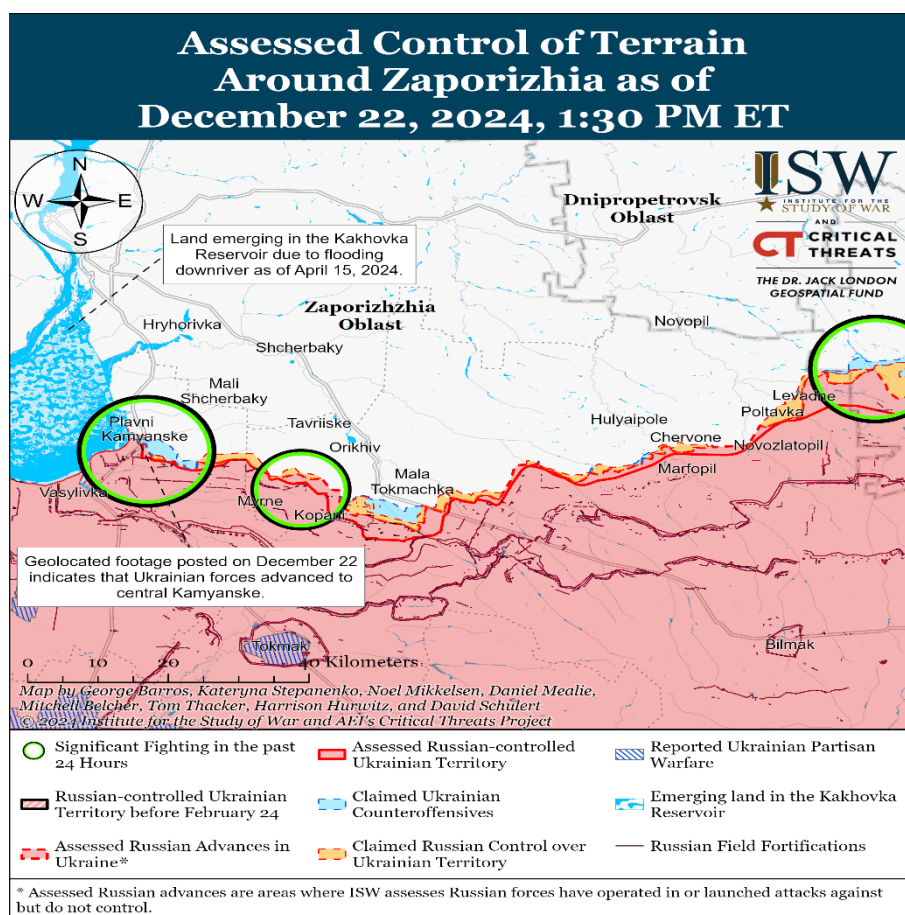 Assessed Control of Terrain
Around Zaporizhia as of
December 22, 2024, 1:30 PM ET
N
W E
S
ISW
INSTITUTE FOR THE
STUDY OF WAR
AND
CT CRITICAL
THREATS
THE DR. JACK LONDON
GEOSPATIAL FUND
Dnipropetrovsk
Oblast
Land emerging in the Kakhovka
Reservoir due to flooding
downriver as of April 15, 2024.
Zaporizhzhia
Oblast
Hryhorivka
Novopil
Shcherbaky
Mali
Shcherbaky
Levadne
Plavni
Kamyanske
Tavriiske
Hulyaipole
Poltavka
Orikhiv
Chervone
Novozlatopil
Mala
Tokmachka
Marfopil
Vasylivka
Myrne
Kopani
Geolocated footage posted on December 22
indicates that Ukrainian forces advanced to
central Kamyanske.
Tokmak
Bilmak
0 10 20 40 Kilometers
Map by George Barros, Kateryna Stepanenko, Noel Mikkelsen, Daniel Mealie,
Mitchell Belcher, Tom Thacker, Harrison Hurwitz, and David Schulert
© 2024 Institute for the Study of War and AEI's Critical Threats Project
Significant Fighting in the past
24 Hours
Assessed Russian-controlled
Ukrainian Territory
Reported Ukrainian Partisan
Warfare
Russian-controlled Ukrainian
Territory before February 24
Claimed Ukrainian
Counteroffensives
Emerging land in the Kakhovka
Reservoir
Assessed Russian Advances in
Ukraine*
Claimed Russian Control over
Ukrainian Territory
Russian Field Fortifications
* Assessed Russian advances are areas where ISW assesses Russian forces have operated in or launched attacks against
but do not control.